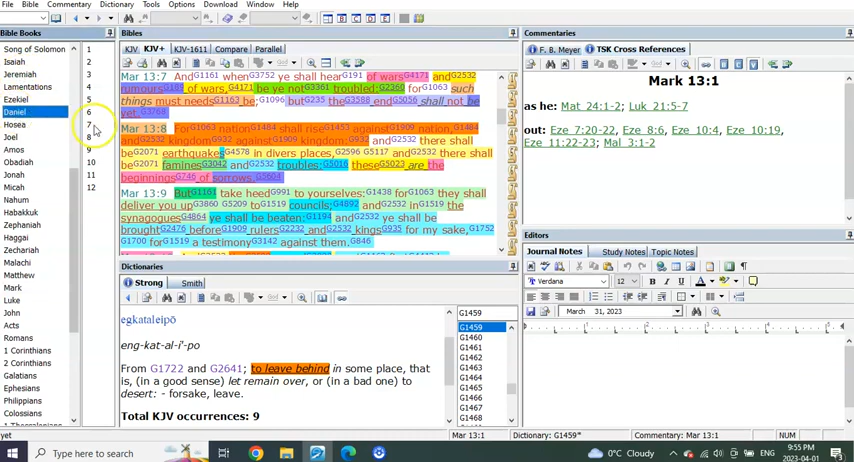 File Bible Commentary Dictionary Tools Options Download Window Help
Bible Books
Song of Solomon
Isaiah
Jeremiah
Lamentations
Ezekiel
Daniel
Hosea
Joel
Amos
Obadiah
Jonah
Micah
Nahum
Habakkuk
Zephaniah
Haggai
Zechariah
Malachi
Matthew
Mark
Luke
John
Acts
Romans
1 Corinthians
2 Corinthians
Galatians
Ephesians
Philippians
Colossians
1 Thessalonians
1
2
3
4
5
6
7
8
9
10
11
12
Bibles
KJV KJV+ KJV-1611 Compare Parallel
Mar 13:7 And G1161 when G3752 ye shall hear G191 of wars G4171 and G2532
rumours G189 of wars, G4171 be ye not G3361 troubled: G2360 for G1063 such
things must needs G1163 be; G1096 but G235 the G3588 end G5056 shall not be
yet. G3768
Mar 13:8 For G1063 nation G1484 shall rise G1453 against G1909 nation, G1484
and G2532 kingdom G932 against G1909 kingdom: G932 and G2532 there shall
be G2071 earthquakes G4578 in divers places, G2596 G5117 and G2532 there shall
be G2071 famines G3042 and G2532 troubles: G5016 these G5023 are the
beginnings G746 of sorrows. G5604
Mar 13:9 But G1161 take heed G991 to yourselves: G1438 for G1063 they shall
deliver you up G3860 G5209 to G1519 councils; G4892 and G2532 in G1519 the
synagogues G4864 ye shall be beaten: G1194 and G2532 ye shall be
brought G2476 before G1909 rulers G2232 and G2532 kings G935 for my sake, G1752
G1700 for G1519 a testimony G3142 against them. G846
Dictionaries
Strong Smith
egkataleipō
eng-kat-al-i'-po
From G1722 and G2641; to leave behind in some place, that
is, (in a good sense) let remain over, or (in a bad one) to
desert: - forsake, leave.
Total KJV occurrences: 9
G1459
G1459
G1460
G1461
G1462
G1463
G1464
G1465
G1466
G1467
G1468
Commentaries
F. B. Meyer TSK Cross References
Mark 13:1
as he: Mat 24:1-2; Luk 21:5-7
out: Eze 7:20-22, Eze 8:6, Eze 10:4, Eze 10:19,
Eze 11:22-23; Mal 3:1-2
Editors
Journal Notes Study Notes Topic Notes
Verdana 12 B I U A
March 31, 2023
1 2 3 4 5
yet Mar 13:1 Dictionary: G1459* Commentary: Mar 13:1 NUM
Type here to search
0°C Cloudy
9:55 PM
2023-04-01